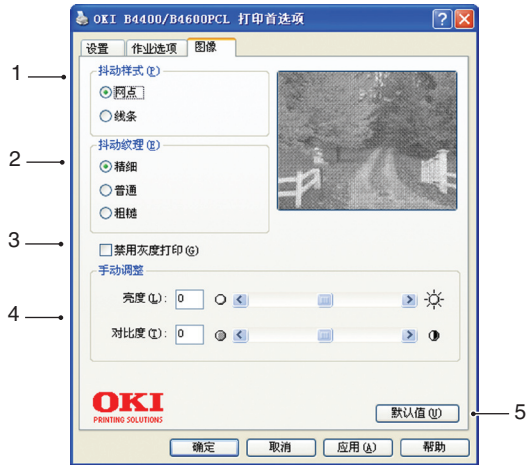 OKI B4400/B4600PCL 打印首选项
设置 作业选项 图像
1
抖动样式(P)
网点
线条
2
抖动纹理(E)
精细
普通
粗糙
3
禁用灰度打印(G)
手动调整
亮度(L): 0
4
对比度(T): 0
OKI
PRINTING SOLUTIONS
默认值(U)
5
确定 取消 应用(A) 帮助